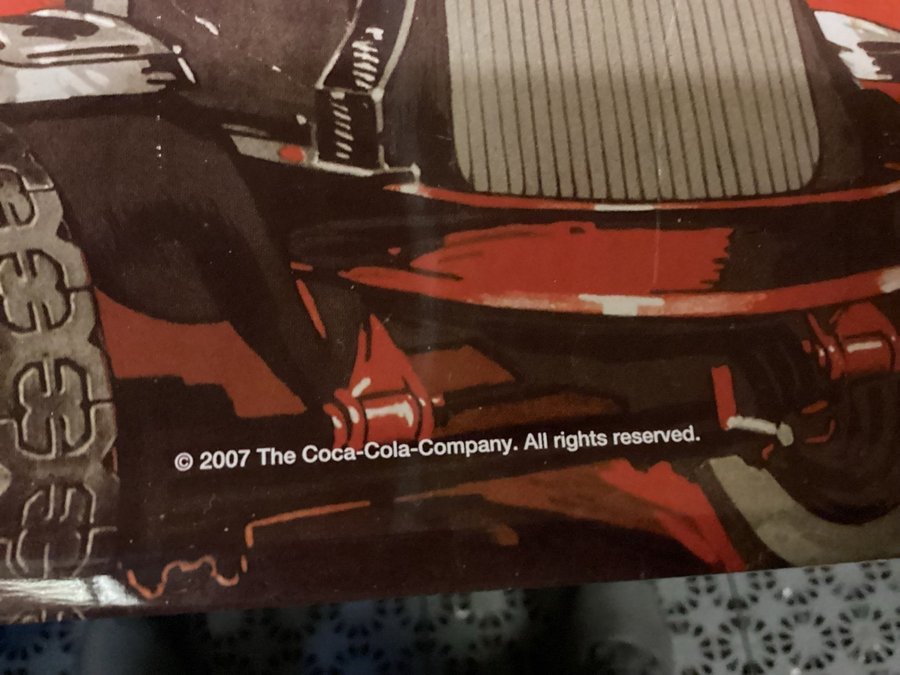 © 2007 The Coca-Cola-Company. All rights reserved.